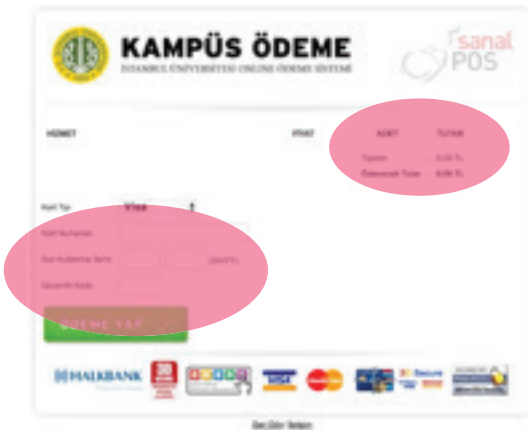 KAMPÜS ÖDEME
İSTANBUL ÜNİVERSİTESİ ONLINE ÖDEME SİSTEMİ
sanal
POS
HİZMET FİYAT ADET TUTAR
Toplam 0.00 TL
Ödenecek Tutar 0.00 TL
Kart Tipi VISA
Kart Numarası
Son Kullanma Tarihi
Güvenlik Kodu
ÖDEME YAP
HALKBANK VISA